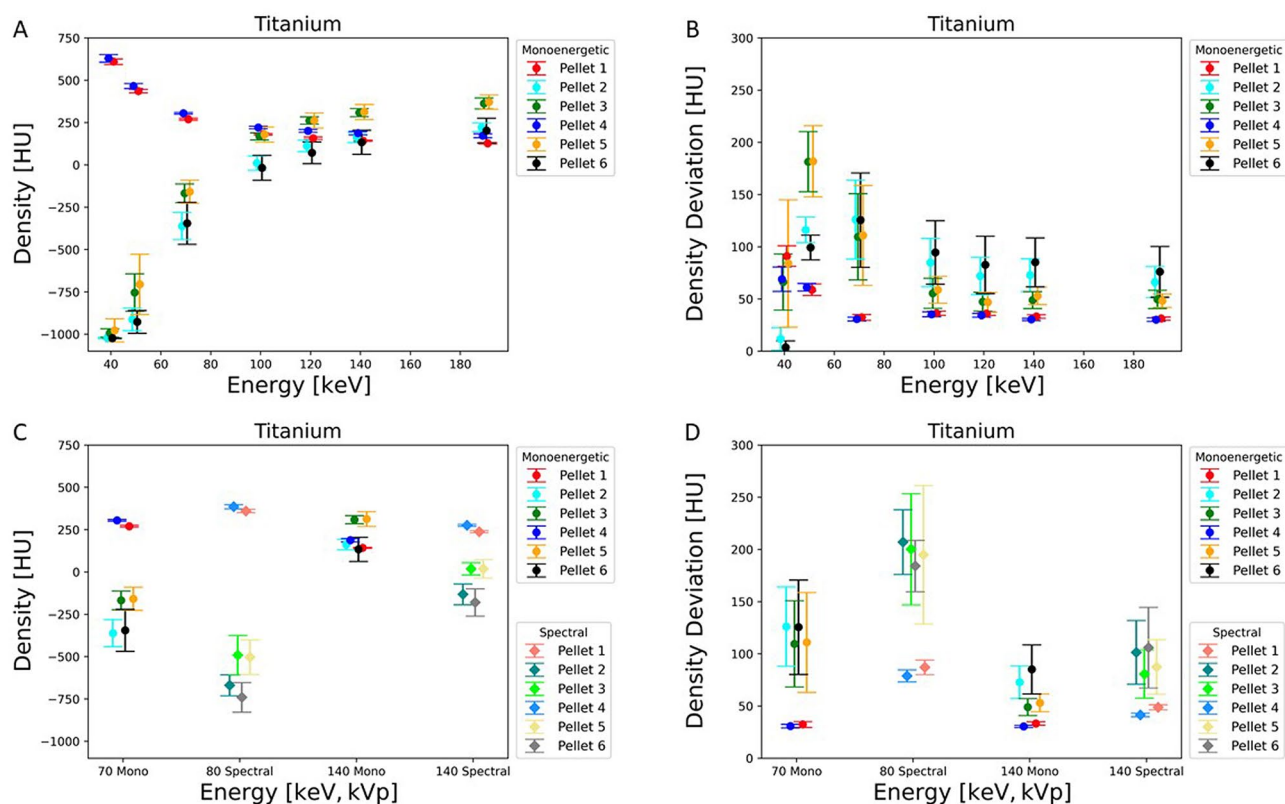 A
Titanium
Density [HU]
750
500
250
0
−250
−500
−750
−1000
40 60 80 100 120 140 160 180
Energy [keV]
Monoenergetic
Pellet 1
Pellet 2
Pellet 3
Pellet 4
Pellet 5
Pellet 6
B
Titanium
Density Deviation [HU]
300
250
200
150
100
50
0
40 60 80 100 120 140 160 180
Energy [keV]
Monoenergetic
Pellet 1
Pellet 2
Pellet 3
Pellet 4
Pellet 5
Pellet 6
C
Titanium
Density [HU]
750
500
250
0
−250
−500
−750
−1000
70 Mono 80 Spectral 140 Mono 140 Spectral
Energy [keV, kVp]
Monoenergetic
Pellet 1
Pellet 2
Pellet 3
Pellet 4
Pellet 5
Pellet 6
Spectral
Pellet 1
Pellet 2
Pellet 3
Pellet 4
Pellet 5
Pellet 6
D
Titanium
Density Deviation [HU]
300
250
200
150
100
50
0
70 Mono 80 Spectral 140 Mono 140 Spectral
Energy [keV, kVp]
Monoenergetic
Pellet 1
Pellet 2
Pellet 3
Pellet 4
Pellet 5
Pellet 6
Spectral
Pellet 1
Pellet 2
Pellet 3
Pellet 4
Pellet 5
Pellet 6